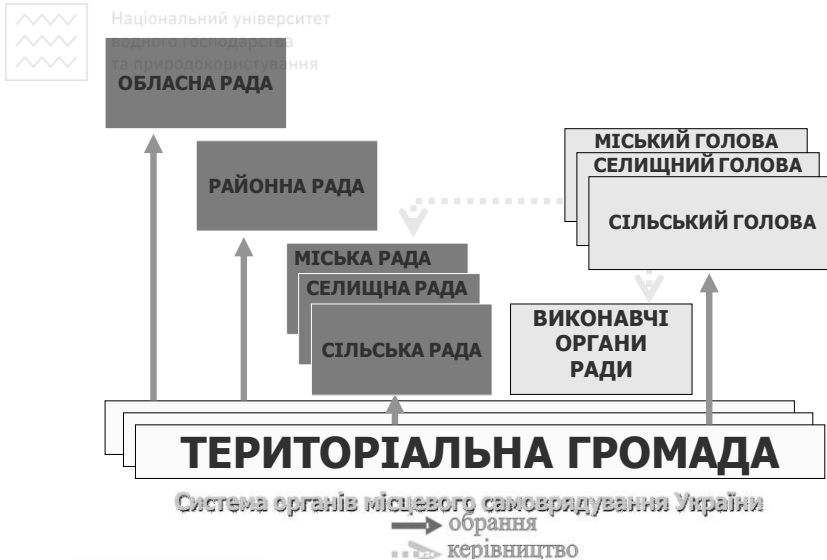 Національний університет
водного господарства
та природокористування
ОБЛАСНА РАДА
РАЙОННА РАДА
МІСЬКА РАДА
СЕЛИЩНА РАДА
СІЛЬСЬКА РАДА
МІСЬКИЙ ГОЛОВА
СЕЛИЩНИЙ ГОЛОВА
СІЛЬСЬКИЙ ГОЛОВА
ВИКОНАВЧІ
ОРГАНИ
РАДИ
ТЕРИТОРІАЛЬНА ГРОМАДА
Система органів місцевого самоврядування України
обрання
керівництво